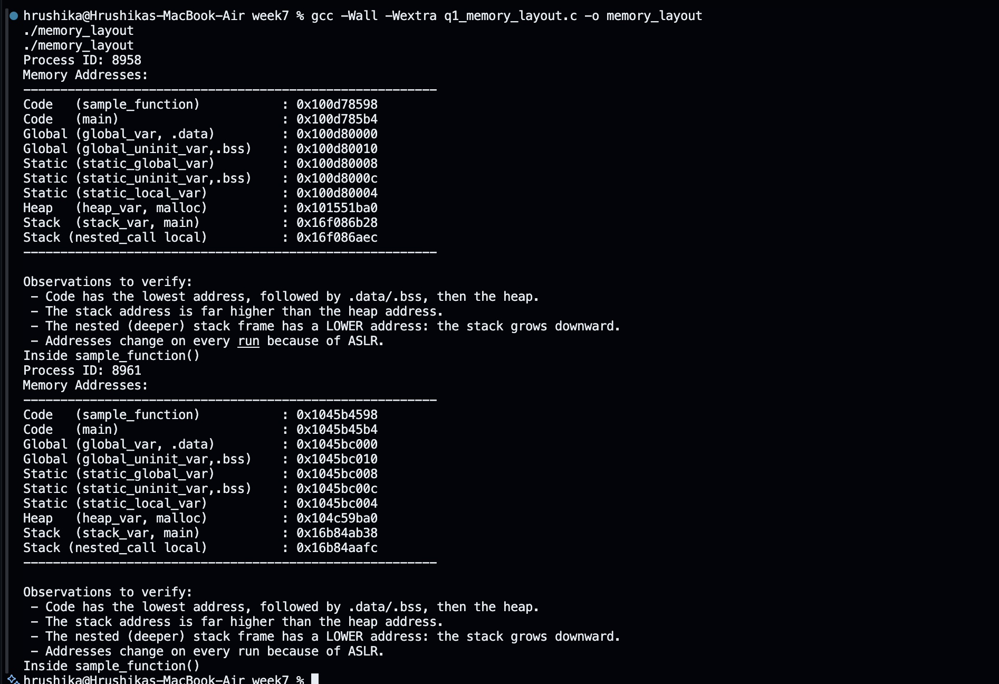 hrushika@Hrushikas-MacBook-Air week7 % gcc -Wall -Wextra q1_memory_layout.c -o memory_layout
./memory_layout
./memory_layout
Process ID: 8958
Memory Addresses:
--------------------------------------------------------
Code   (sample_function)           : 0x100d78598
Code   (main)                      : 0x100d785b4
Global (global_var, .data)         : 0x100d80000
Global (global_uninit_var,.bss)    : 0x100d80010
Static (static_global_var)         : 0x100d80008
Static (static_uninit_var,.bss)    : 0x100d8000c
Static (static_local_var)          : 0x100d80004
Heap   (heap_var, malloc)          : 0x101551ba0
Stack  (stack_var, main)           : 0x16f086b28
Stack (nested_call local)          : 0x16f086aec
--------------------------------------------------------

Observations to verify:
 - Code has the lowest address, followed by .data/.bss, then the heap.
 - The stack address is far higher than the heap address.
 - The nested (deeper) stack frame has a LOWER address: the stack grows downward.
 - Addresses change on every run because of ASLR.
Inside sample_function()
Process ID: 8961
Memory Addresses:
--------------------------------------------------------
Code   (sample_function)           : 0x1045b4598
Code   (main)                      : 0x1045b45b4
Global (global_var, .data)         : 0x1045bc000
Global (global_uninit_var,.bss)    : 0x1045bc010
Static (static_global_var)         : 0x1045bc008
Static (static_uninit_var,.bss)    : 0x1045bc00c
Static (static_local_var)          : 0x1045bc004
Heap   (heap_var, malloc)          : 0x104c59ba0
Stack  (stack_var, main)           : 0x16b84ab38
Stack (nested_call local)          : 0x16b84aafc
--------------------------------------------------------

Observations to verify:
 - Code has the lowest address, followed by .data/.bss, then the heap.
 - The stack address is far higher than the heap address.
 - The nested (deeper) stack frame has a LOWER address: the stack grows downward.
 - Addresses change on every run because of ASLR.
Inside sample_function()
hrushika@Hrushikas-MacBook-Air week7 %